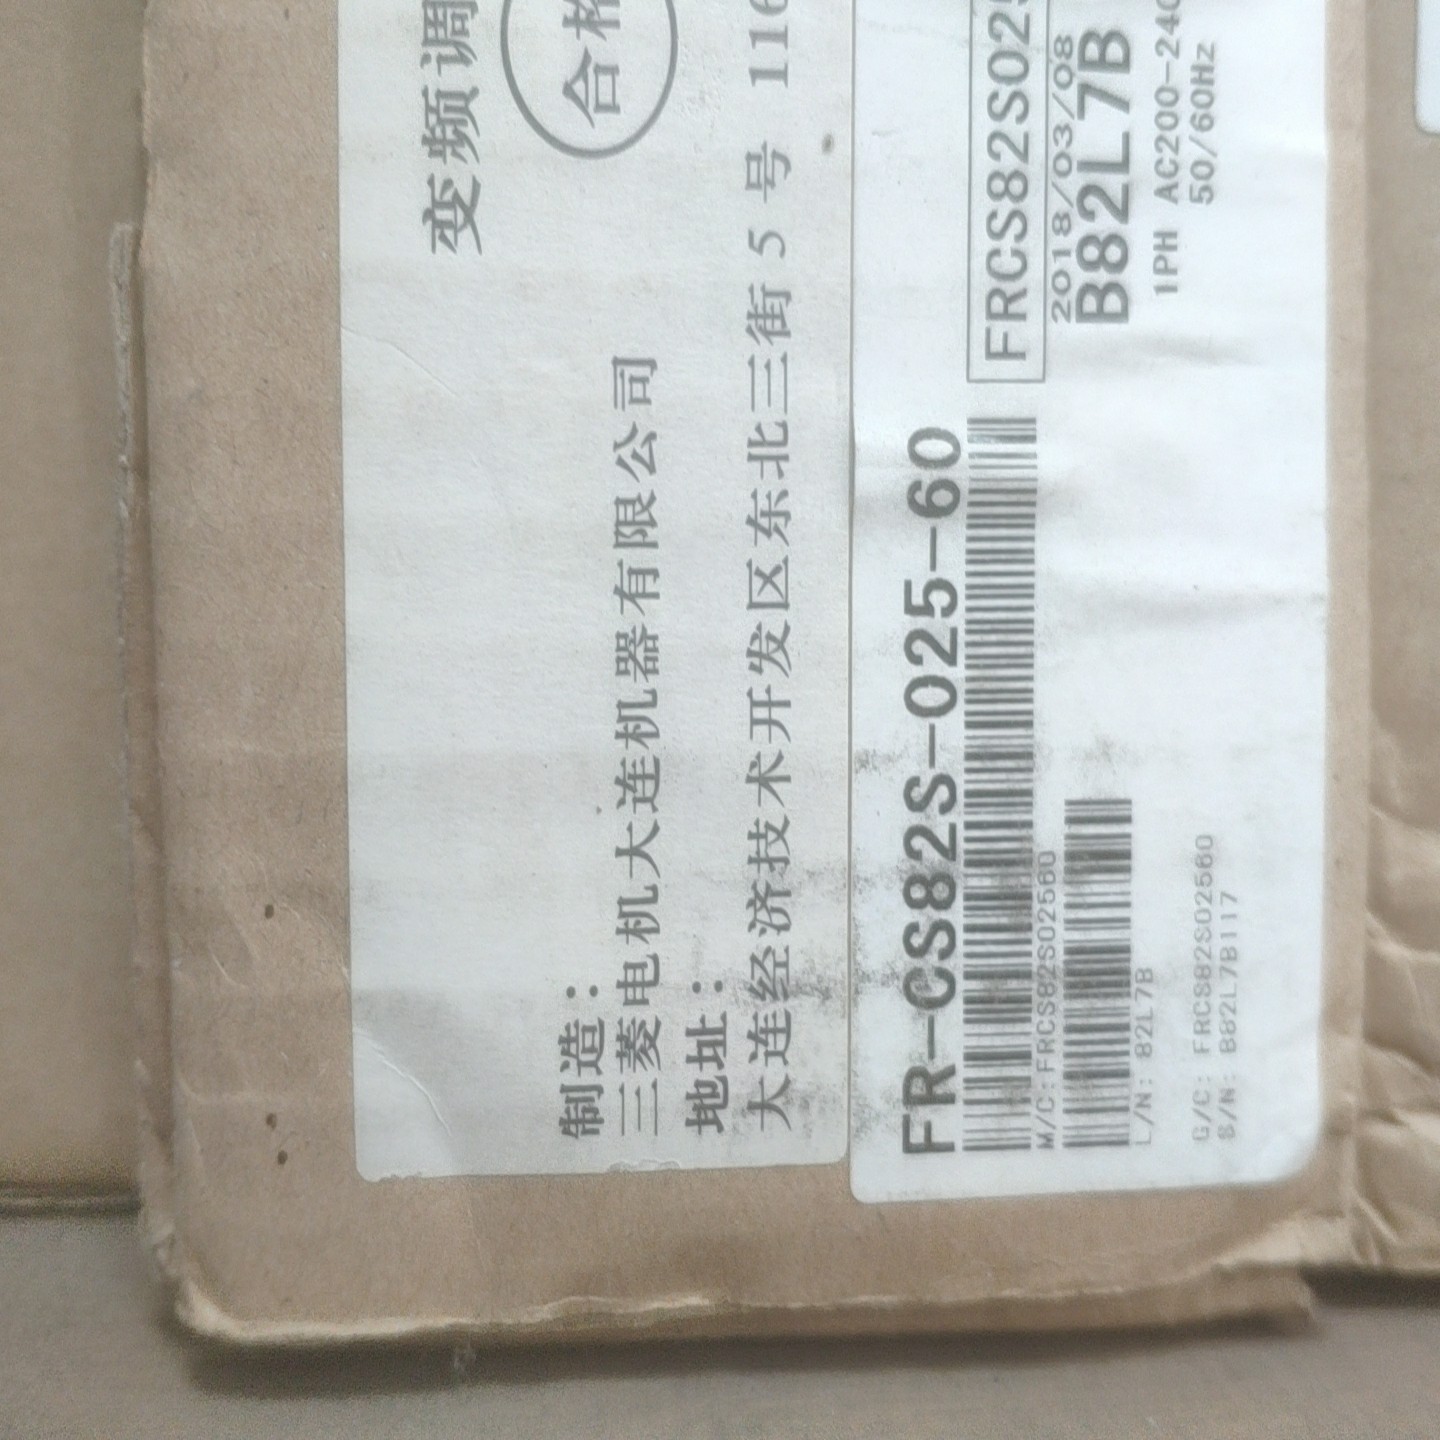 变频调
合格
制造：
三菱电机大连机器有限公司
地址：
大连经济技术开发区东北三街 5 号 116
FR-CS82S-025-60
FRCS82S025
2018/03/08
M/C:FRCS82S02560
B82L7B
L/N: 82L7B
1PH AC200-240
50/60Hz
G/C: FRCS82S02560
S/N: B82L7B117